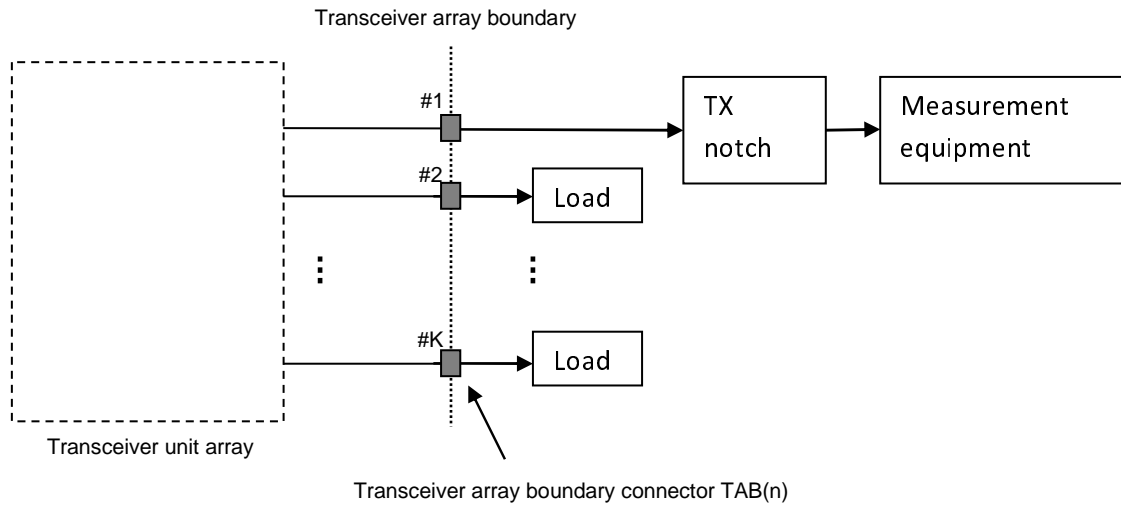 Transceiver array boundary
#1
TX
notch
Measurement
equipment
#2
Load
#K
Load
Transceiver unit array
Transceiver array boundary connector TAB(n)